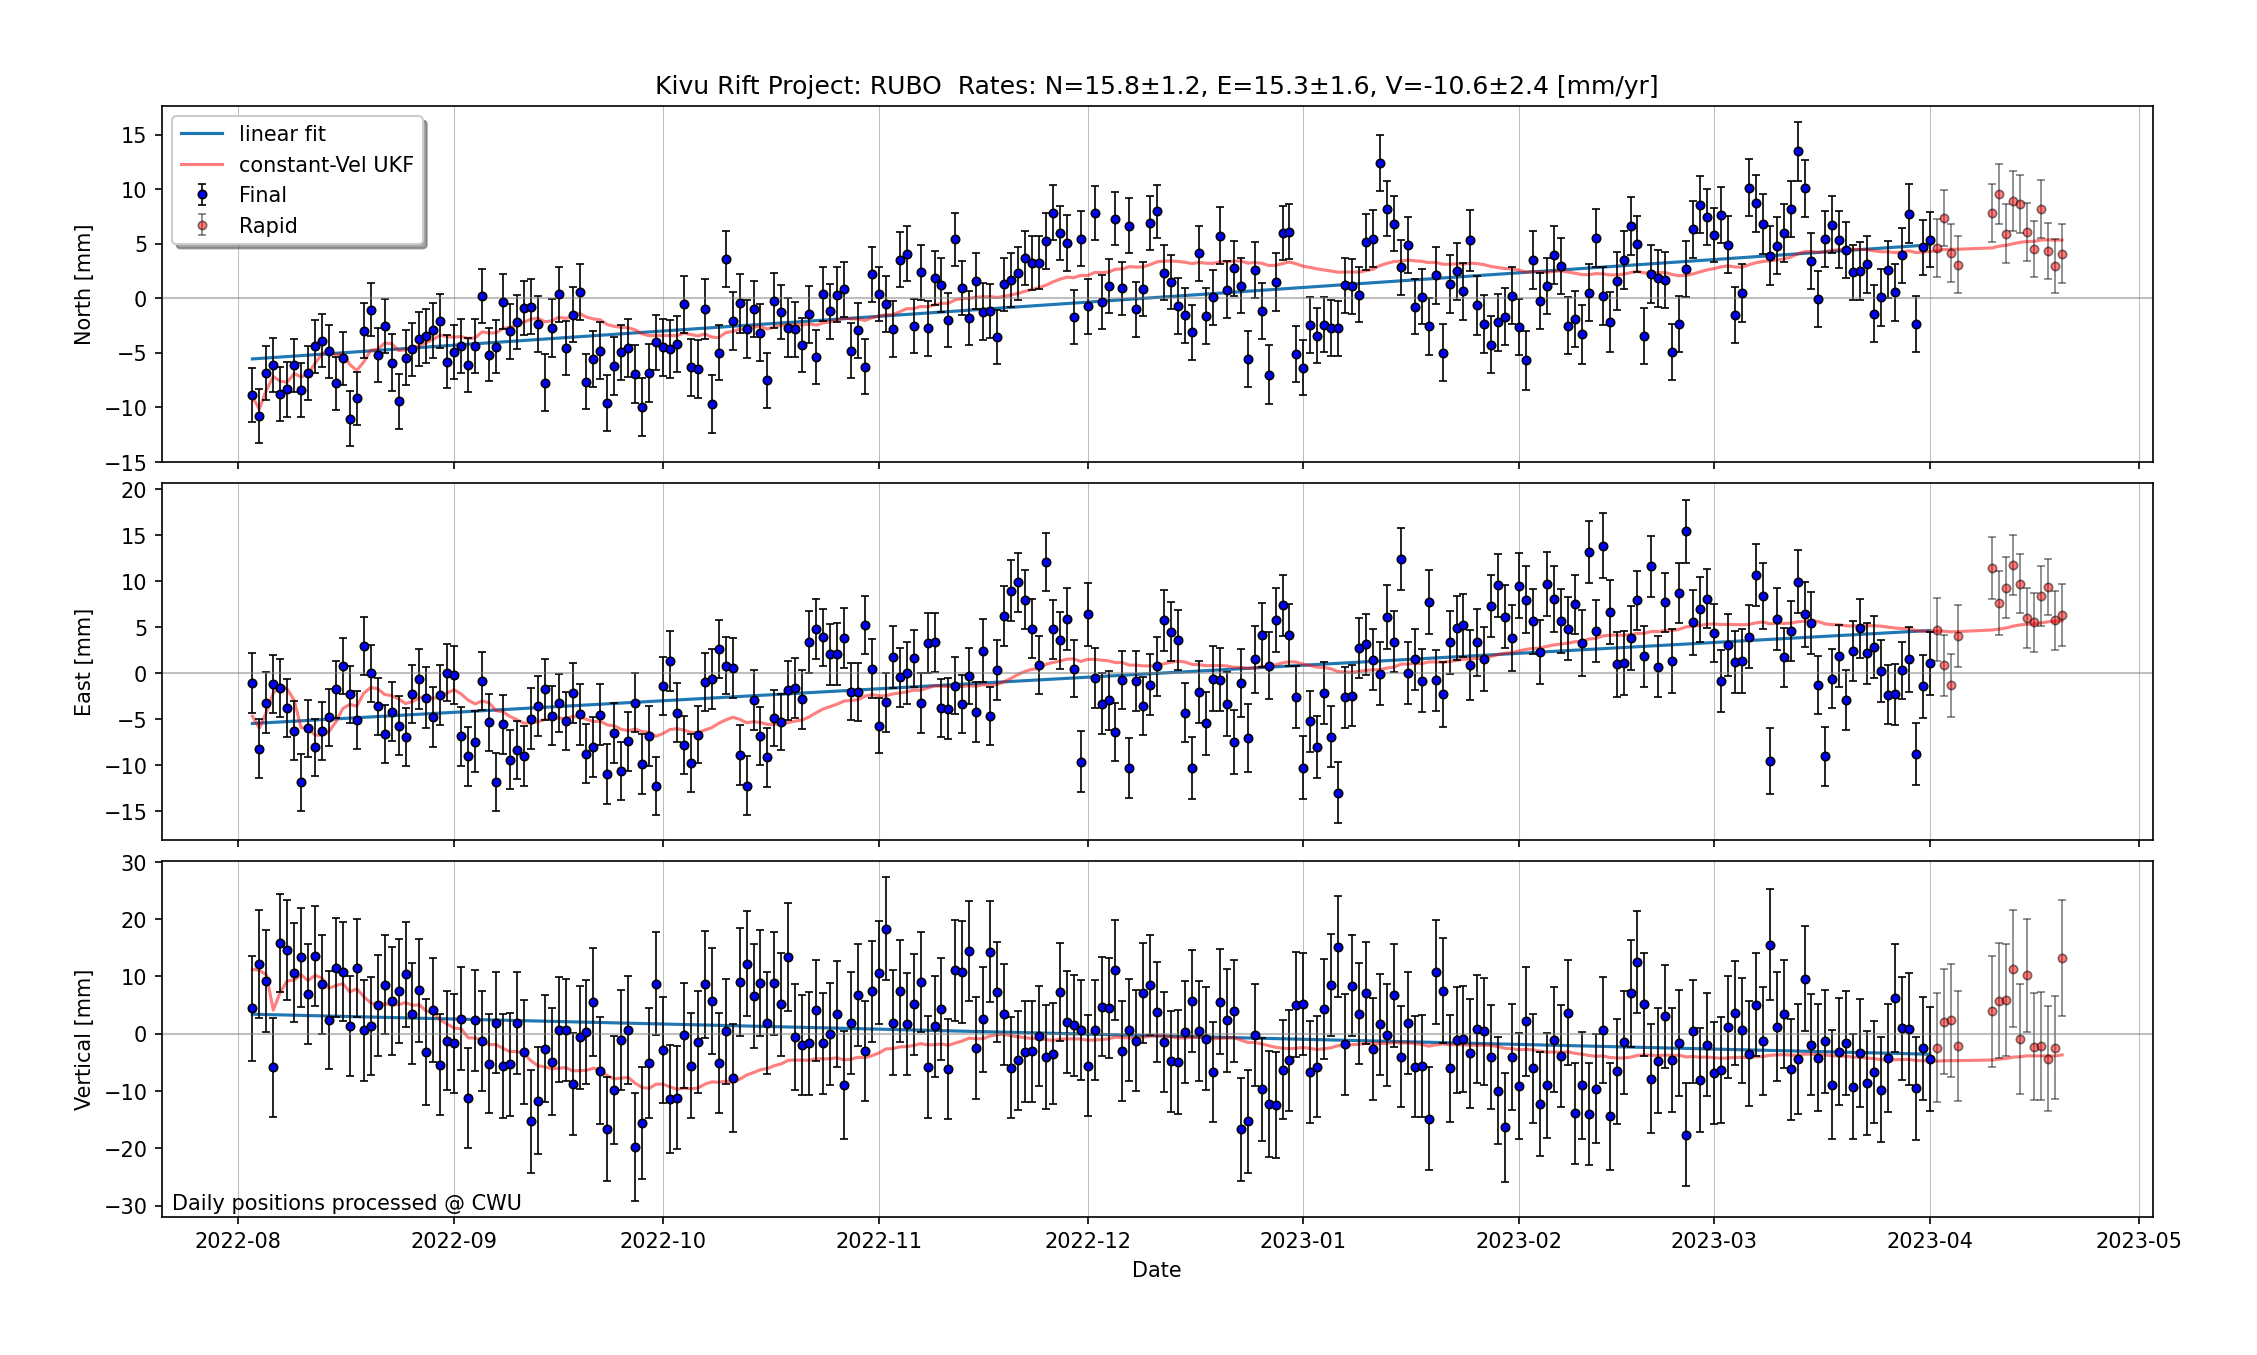 Kivu Rift Project: RUBO  Rates: N=15.8±1.2, E=15.3±1.6, V=-10.6±2.4 [mm/yr]
linear fit
constant-Vel UKF
Final
Rapid
North [mm]
15
10
5
0
−5
−10
−15
East [mm]
20
15
10
5
0
−5
−10
−15
Vertical [mm]
30
20
10
0
−10
−20
−30
Daily positions processed @ CWU
2022-08 2022-09 2022-10 2022-11 2022-12 2023-01 2023-02 2023-03 2023-04 2023-05
Date